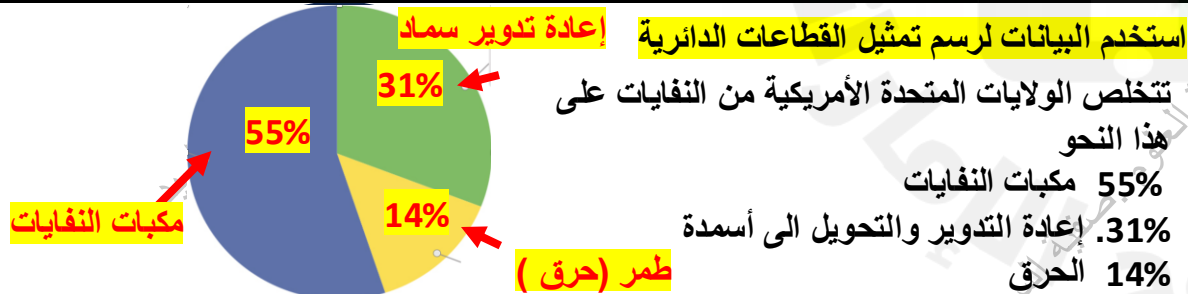 استخدم البيانات لرسم تمثيل القطاعات الدائرية
تتخلص الولايات المتحدة الأمريكية من النفايات على
هذا النحو
55% مكبات النفايات
31%. إعادة التدوير والتحويل الى أسمدة
14% الحرق
إعادة تدوير سماد
31%
55%
14%
مكبات النفايات
طمر (حرق )